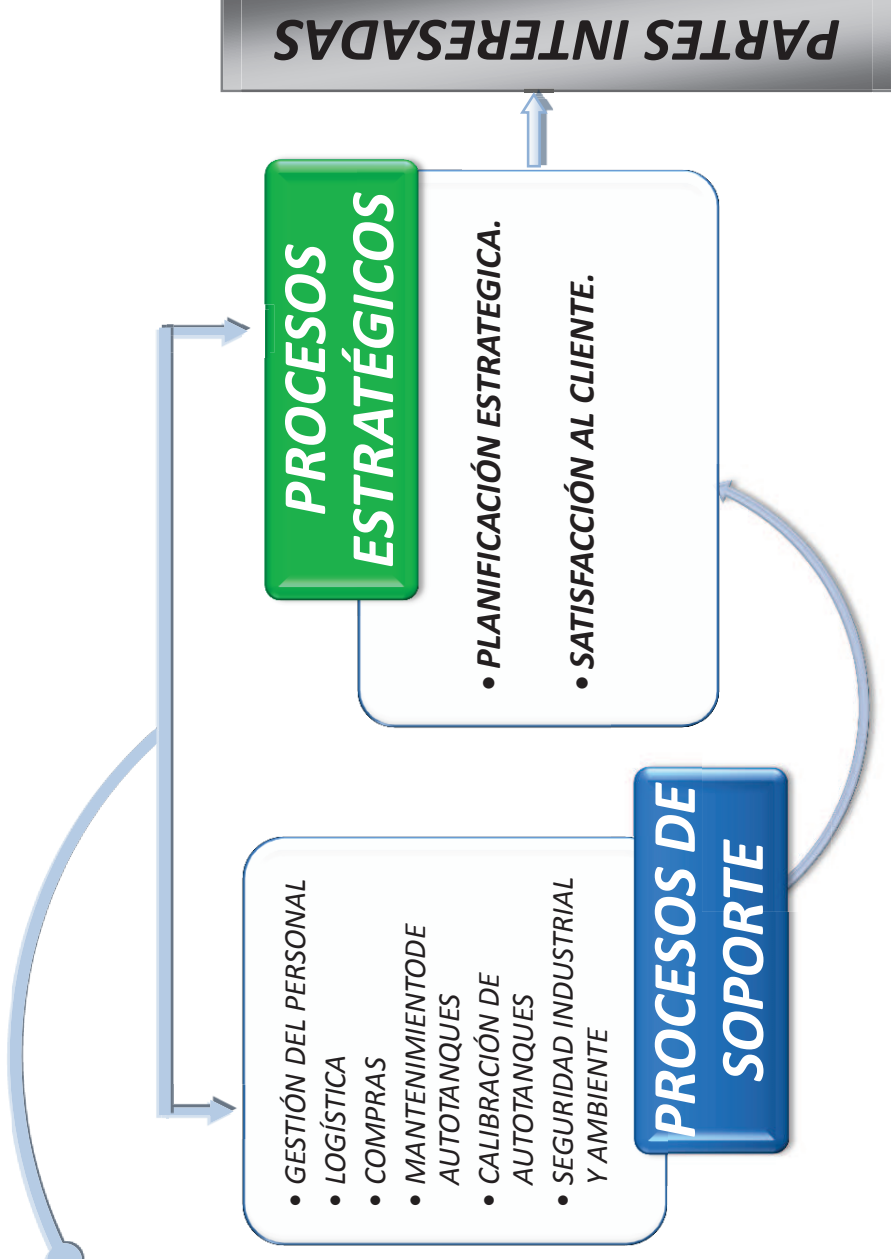 PARTES INTERESADAS
PROCESOS
ESTRATÉGICOS
• PLANIFICACIÓN ESTRATEGICA.
• SATISFACCIÓN AL CLIENTE.
• GESTIÓN DEL PERSONAL
• LOGÍSTICA
• COMPRAS
• MANTENIMIENTODE
AUTOTANQUES
• CALIBRACIÓN DE
AUTOTANQUES
• SEGURIDAD INDUSTRIAL
Y AMBIENTE
PROCESOS DE
SOPORTE